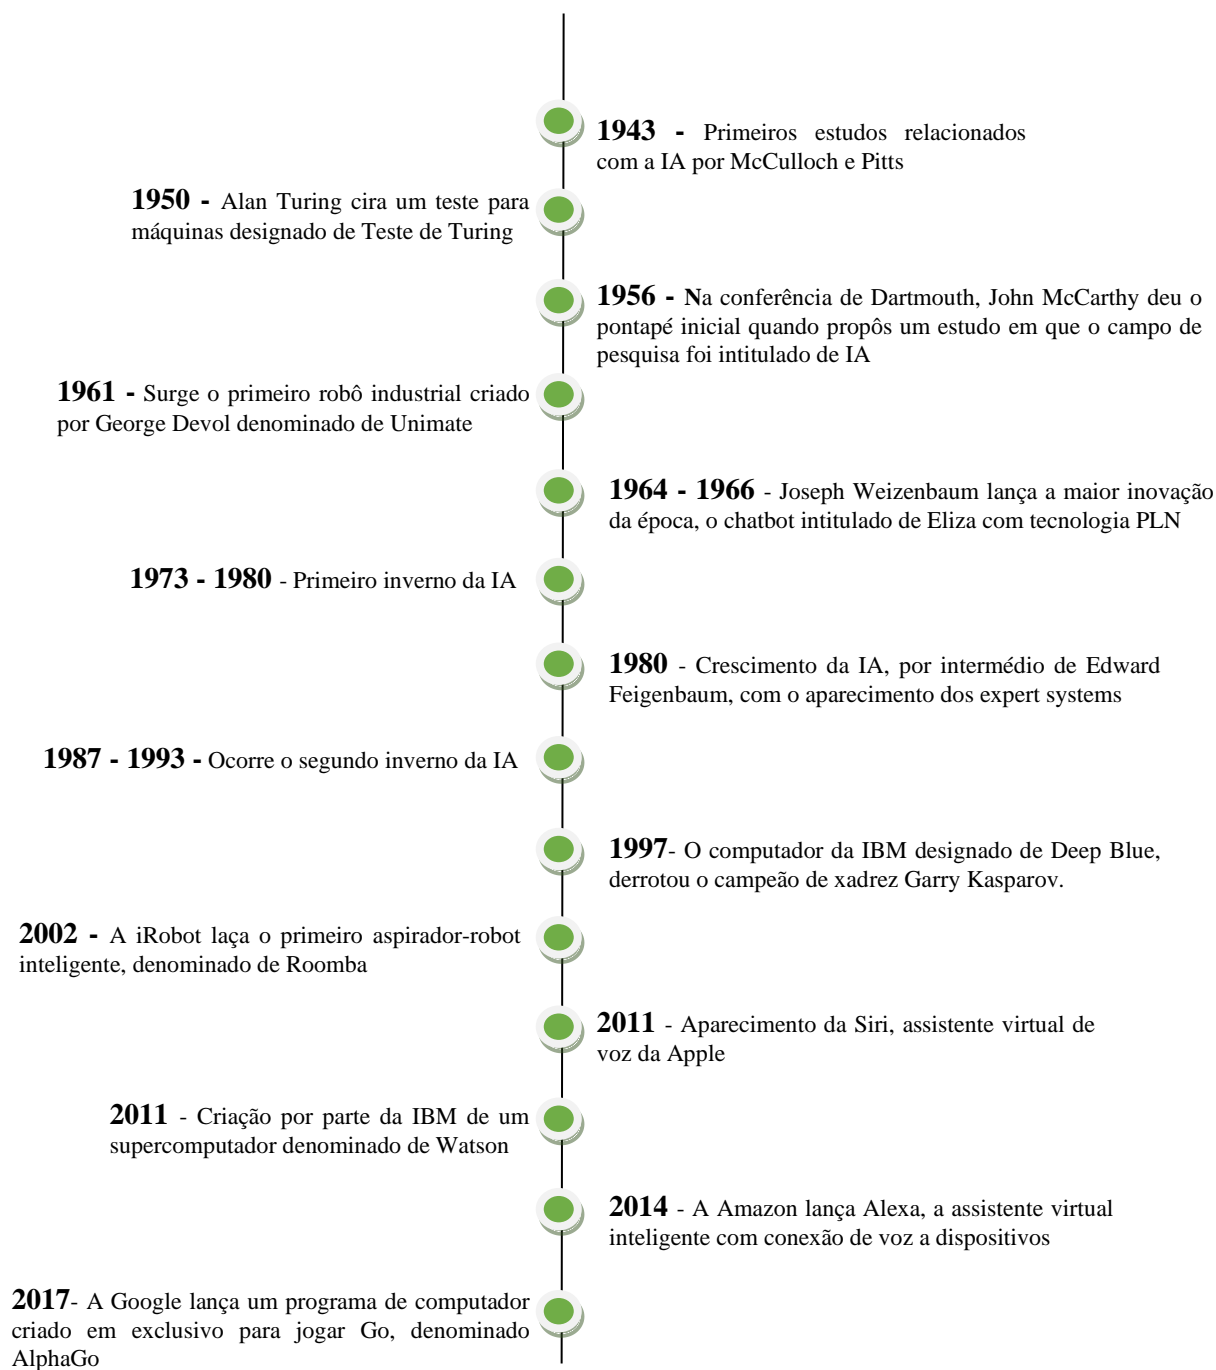 1943 - Primeiros estudos relacionados
com a IA por McCulloch e Pitts
1950 - Alan Turing cira um teste para
máquinas designado de Teste de Turing
1956 - Na conferência de Dartmouth, John McCarthy deu o
pontapé inicial quando propôs um estudo em que o campo de
pesquisa foi intitulado de IA
1961 - Surge o primeiro robô industrial criado
por George Devol denominado de Unimate
1964 - 1966 - Joseph Weizenbaum lança a maior inovação
da época, o chatbot intitulado de Eliza com tecnologia PLN
1973 - 1980 - Primeiro inverno da IA
1980 - Crescimento da IA, por intermédio de Edward
Feigenbaum, com o aparecimento dos expert systems
1987 - 1993 - Ocorre o segundo inverno da IA
1997- O computador da IBM designado de Deep Blue,
derrotou o campeão de xadrez Garry Kasparov.
2002 - A iRobot laça o primeiro aspirador-robot
inteligente, denominado de Roomba
2011 - Aparecimento da Siri, assistente virtual de
voz da Apple
2011 - Criação por parte da IBM de um
supercomputador denominado de Watson
2014 - A Amazon lança Alexa, a assistente virtual
inteligente com conexão de voz a dispositivos
2017- A Google lança um programa de computador
criado em exclusivo para jogar Go, denominado
AlphaGo